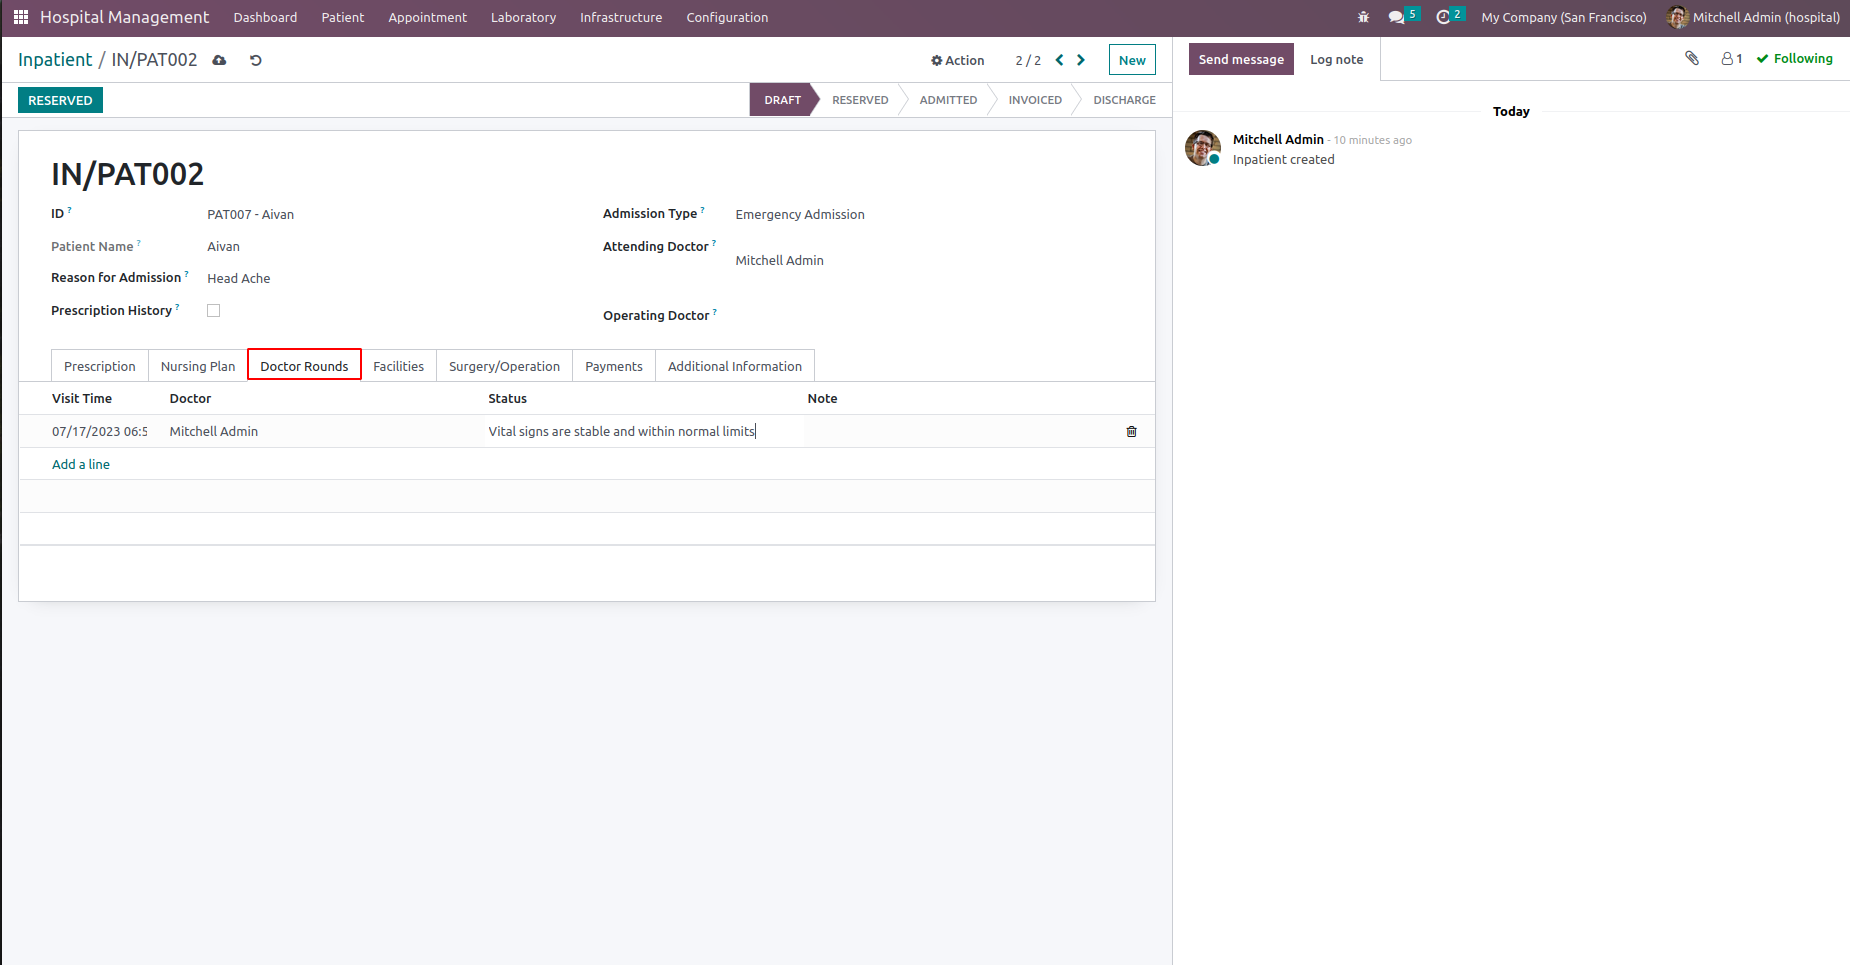 Hospital Management Dashboard Patient Appointment Laboratory Infrastructure Configuration 5 2 My Company (San Francisco) Mitchell Admin (hospital)
Inpatient / IN/PAT002 Action 2 / 2 New
RESERVED DRAFT RESERVED ADMITTED INVOICED DISCHARGE
IN/PAT002
ID ? PAT007 - Aivan Admission Type ? Emergency Admission
Patient Name ? Aivan Attending Doctor ?
Mitchell Admin
Reason for Admission ? Head Ache
Prescription History ? Operating Doctor ?
Prescription Nursing Plan Doctor Rounds Facilities Surgery/Operation Payments Additional Information
Visit Time Doctor Status Note
07/17/2023 06:5 Mitchell Admin Vital signs are stable and within normal limits
Add a line
Send message Log note 1 Following
Today
Mitchell Admin - 10 minutes ago
Inpatient created